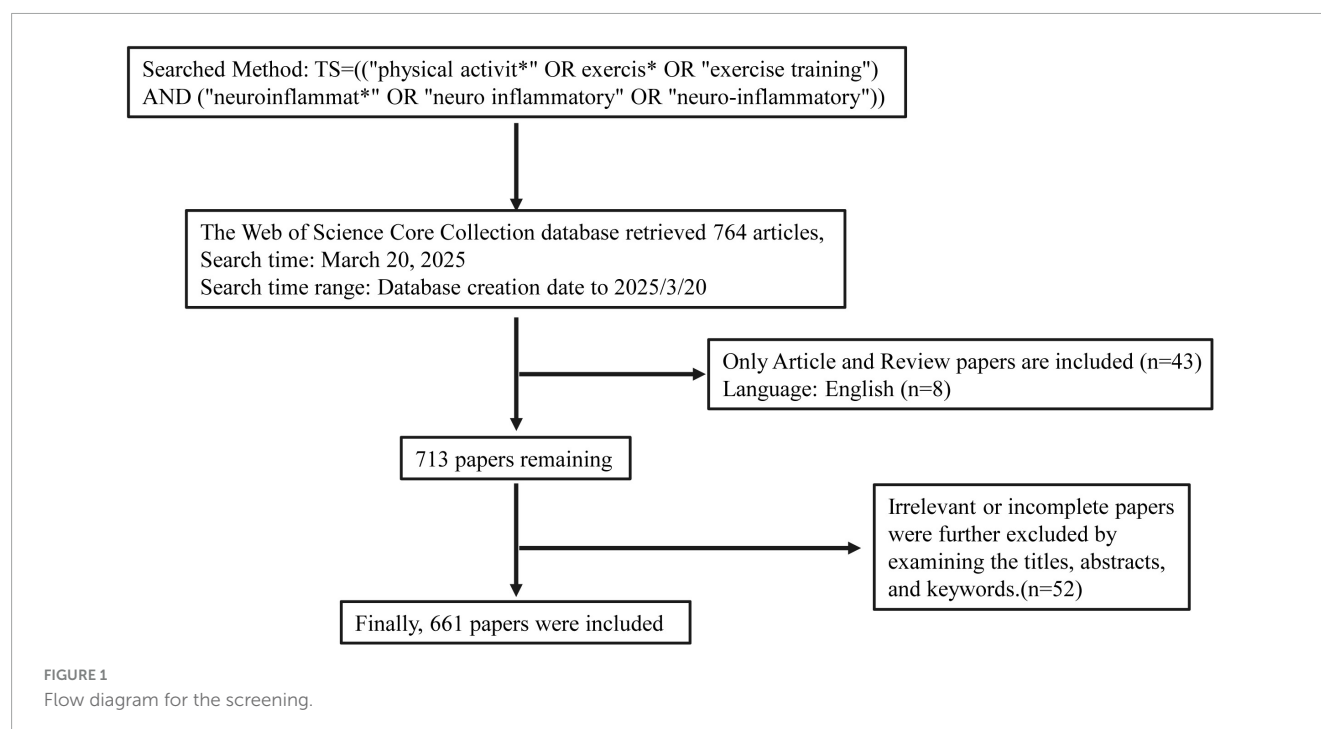 Searched Method: TS=(("physical activit*" OR exercis* OR "exercise training")
AND ("neuroinflammat*" OR "neuro inflammatory" OR "neuro-inflammatory"))
The Web of Science Core Collection database retrieved 764 articles,
Search time: March 20, 2025
Search time range: Database creation date to 2025/3/20
Only Article and Review papers are included (n=43)
Language: English (n=8)
713 papers remaining
Irrelevant or incomplete papers
were further excluded by
examining the titles, abstracts,
and keywords.(n=52)
Finally, 661 papers were included
FIGURE 1
Flow diagram for the screening.